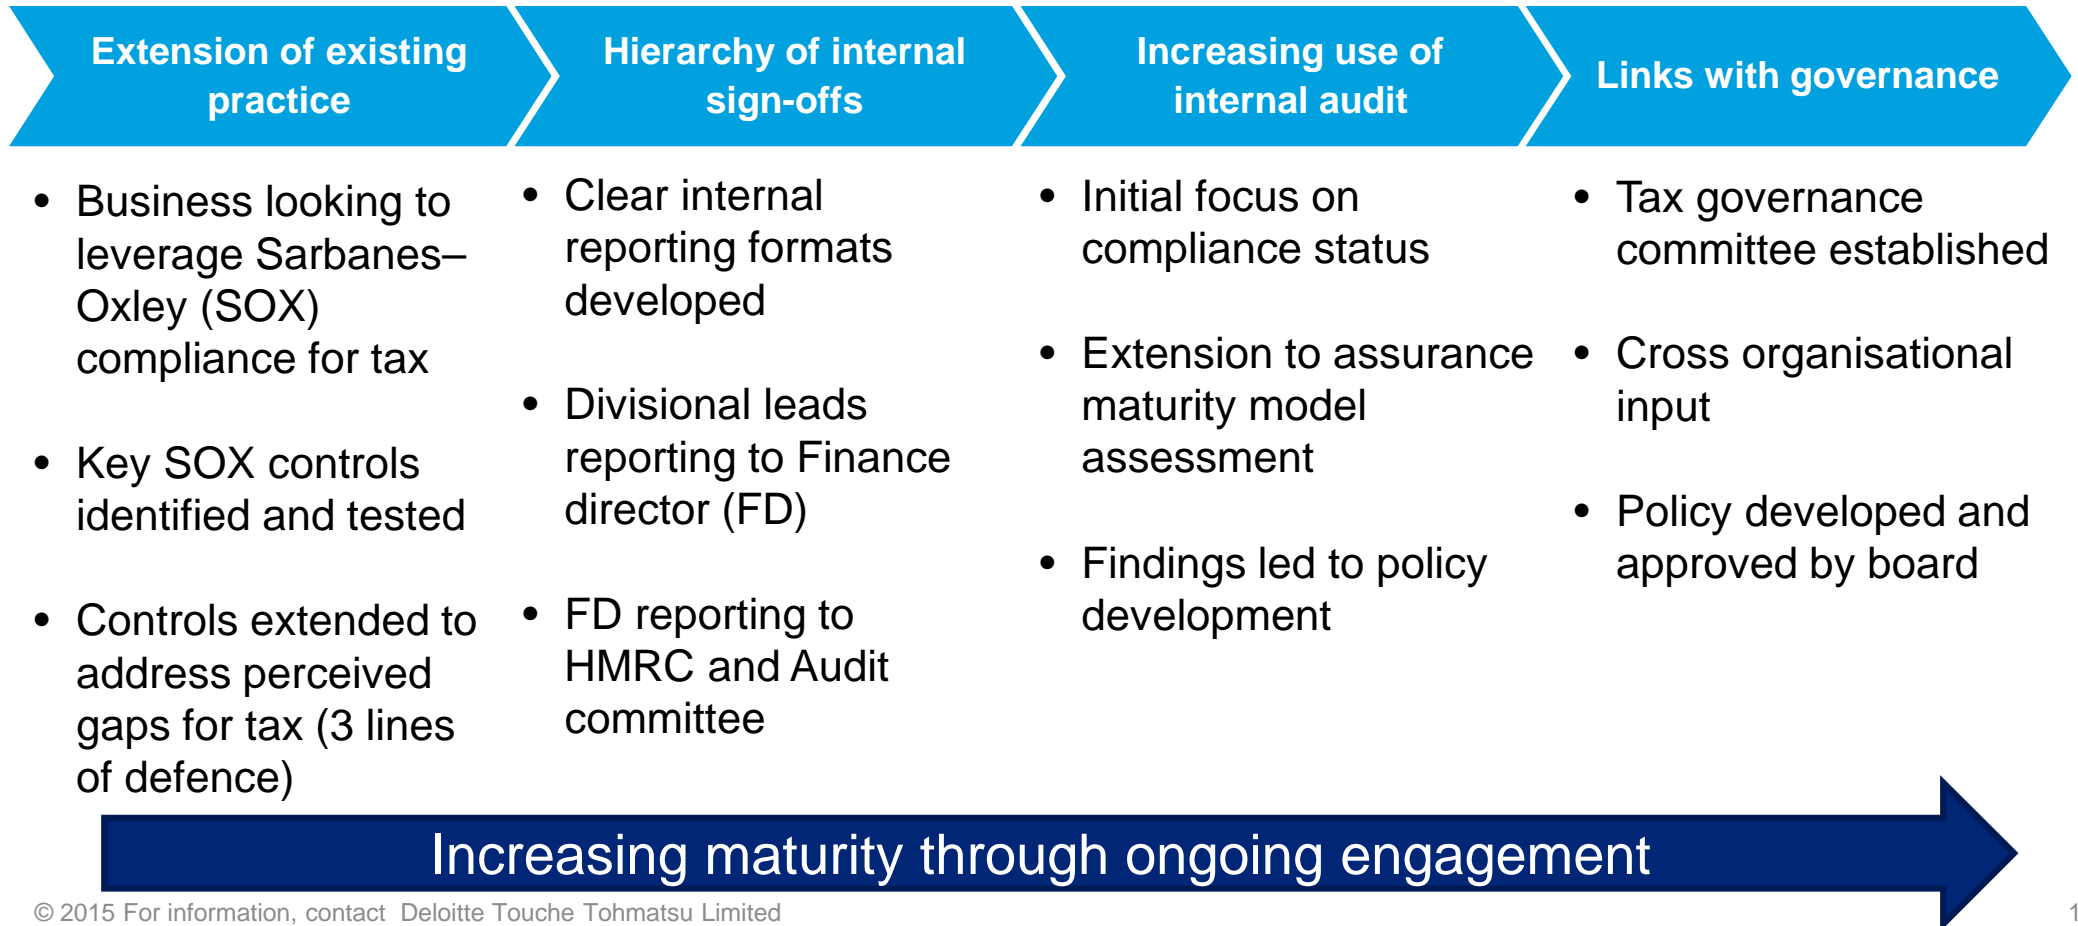 Extension of existing
practice
Hierarchy of internal
sign-offs
Increasing use of
internal audit
Links with governance
• Business looking to
leverage Sarbanes–
Oxley (SOX)
compliance for tax
• Key SOX controls
identified and tested
• Controls extended to
address perceived
gaps for tax (3 lines
of defence)
• Clear internal
reporting formats
developed
• Divisional leads
reporting to Finance
director (FD)
• FD reporting to
HMRC and Audit
committee
• Initial focus on
compliance status
• Extension to assurance
maturity model
assessment
• Findings led to policy
development
• Tax governance
committee established
• Cross organisational
input
• Policy developed and
approved by board
Increasing maturity through ongoing engagement
© 2015 For information, contact Deloitte Touche Tohmatsu Limited
1